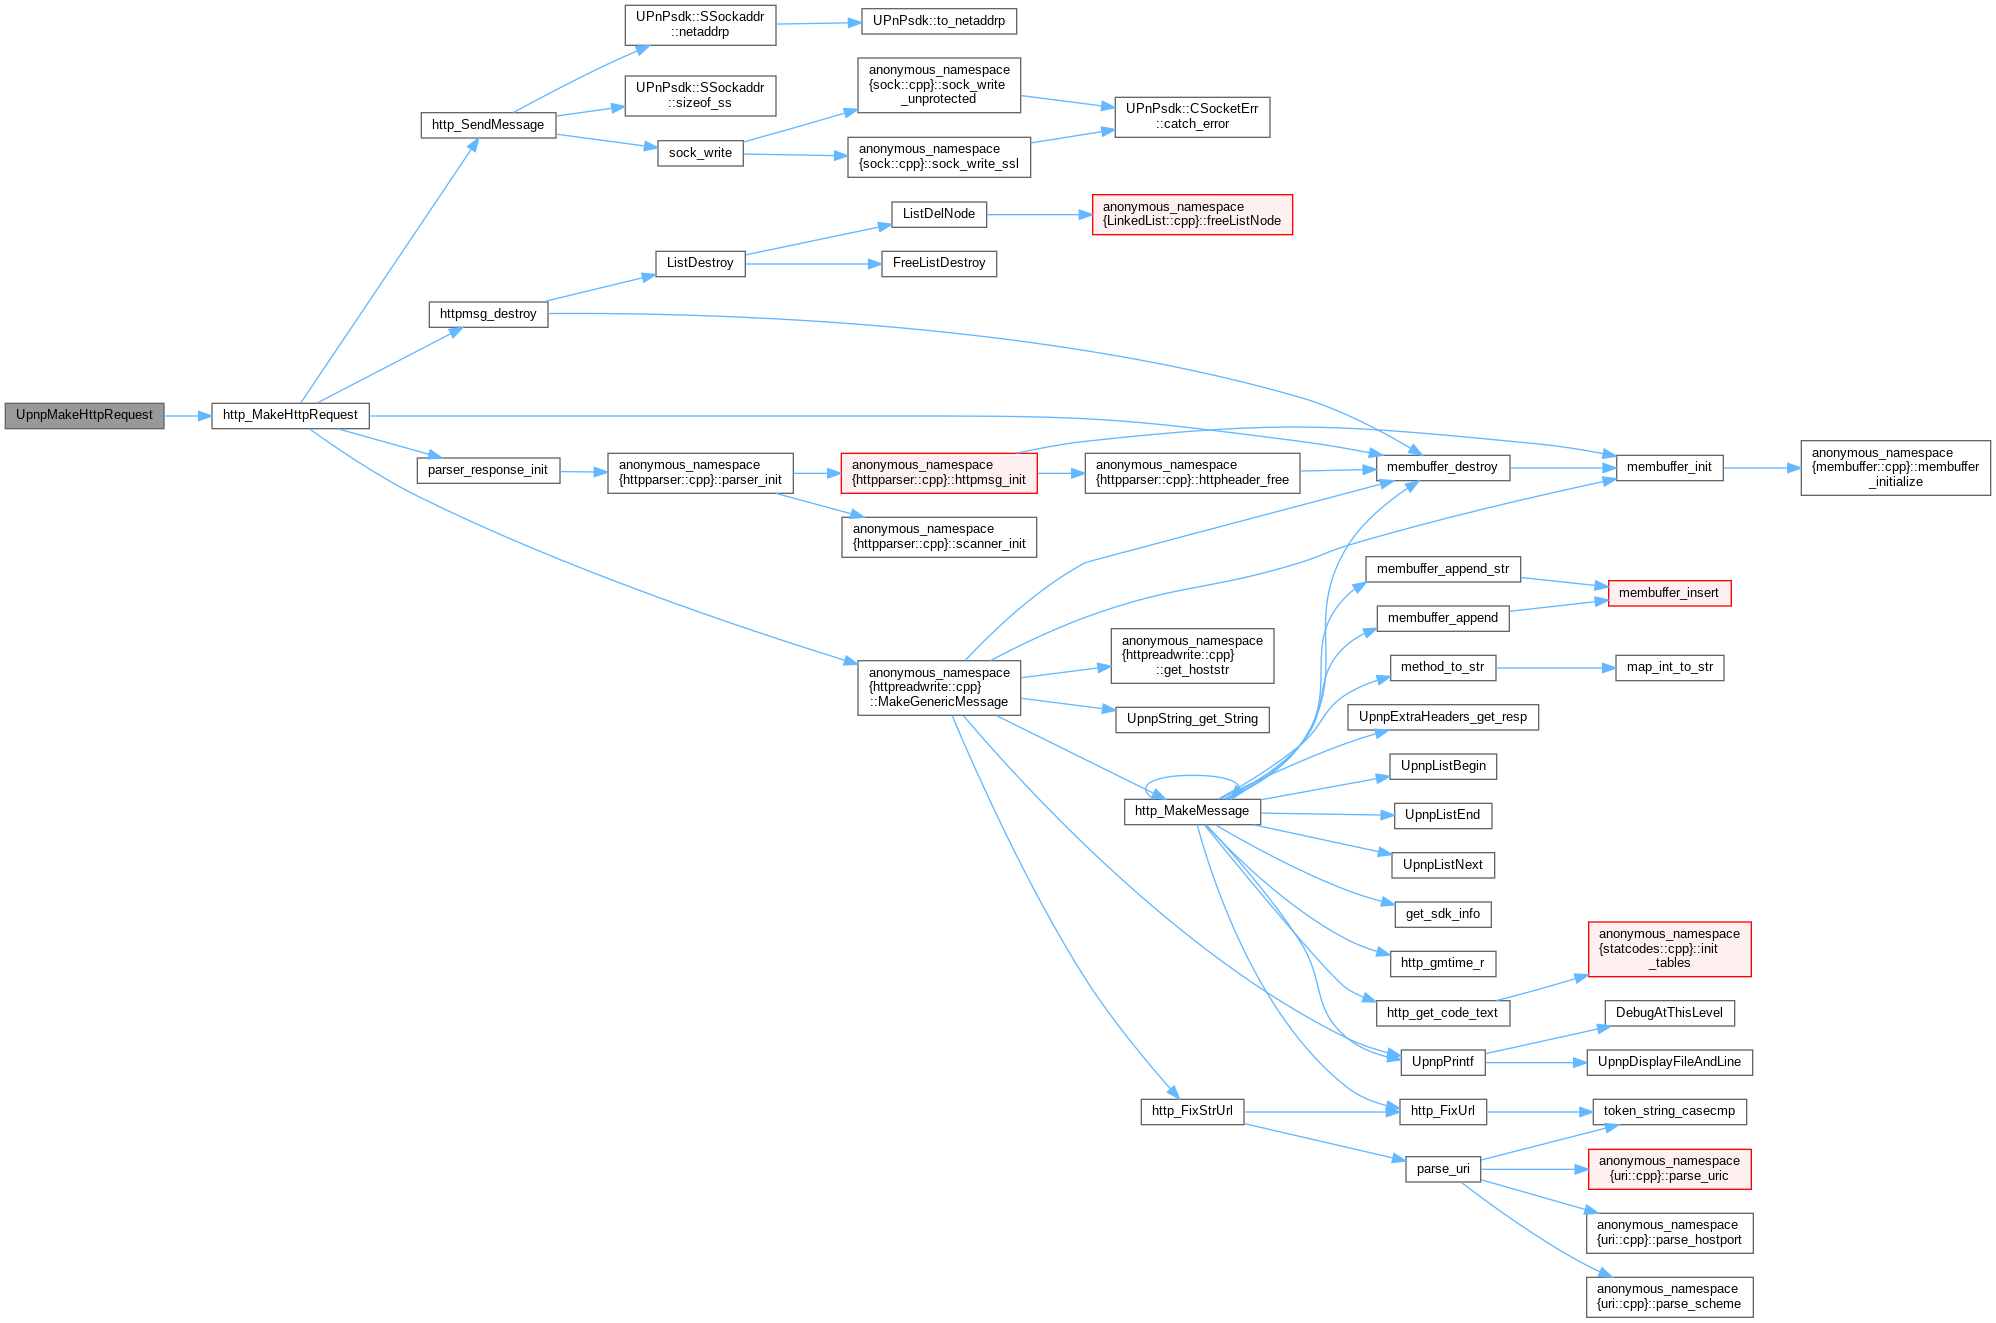 UPnPsdk::SSockaddr
::netaddrp
UPnPsdk::to_netaddrp
UPnPsdk::SSockaddr
::sizeof_ss
anonymous_namespace
{sock::cpp}::sock_write
_unprotected
UPnPsdk::CSocketErr
::catch_error
http_SendMessage
sock_write
anonymous_namespace
{sock::cpp}::sock_write_ssl
ListDelNode
anonymous_namespace
{LinkedList::cpp}::freeListNode
ListDestroy
FreeListDestroy
httpmsg_destroy
UpnpMakeHttpRequest
http_MakeHttpRequest
parser_response_init
anonymous_namespace
{httpparser::cpp}::parser_init
anonymous_namespace
{httpparser::cpp}::httpmsg_init
anonymous_namespace
{httpparser::cpp}::httpheader_free
membuffer_destroy
membuffer_init
anonymous_namespace
{membuffer::cpp}::membuffer
_initialize
anonymous_namespace
{httpparser::cpp}::scanner_init
membuffer_append_str
membuffer_insert
membuffer_append
anonymous_namespace
{httpreadwrite::cpp}
::MakeGenericMessage
anonymous_namespace
{httpreadwrite::cpp}
::get_hoststr
method_to_str
map_int_to_str
UpnpString_get_String
UpnpExtraHeaders_get_resp
UpnpListBegin
http_MakeMessage
UpnpListEnd
UpnpListNext
get_sdk_info
http_gmtime_r
anonymous_namespace
{statcodes::cpp}::init
_tables
http_get_code_text
DebugAtThisLevel
UpnpPrintf
UpnpDisplayFileAndLine
http_FixStrUrl
http_FixUrl
token_string_casecmp
parse_uri
anonymous_namespace
{uri::cpp}::parse_uric
anonymous_namespace
{uri::cpp}::parse_hostport
anonymous_namespace
{uri::cpp}::parse_scheme